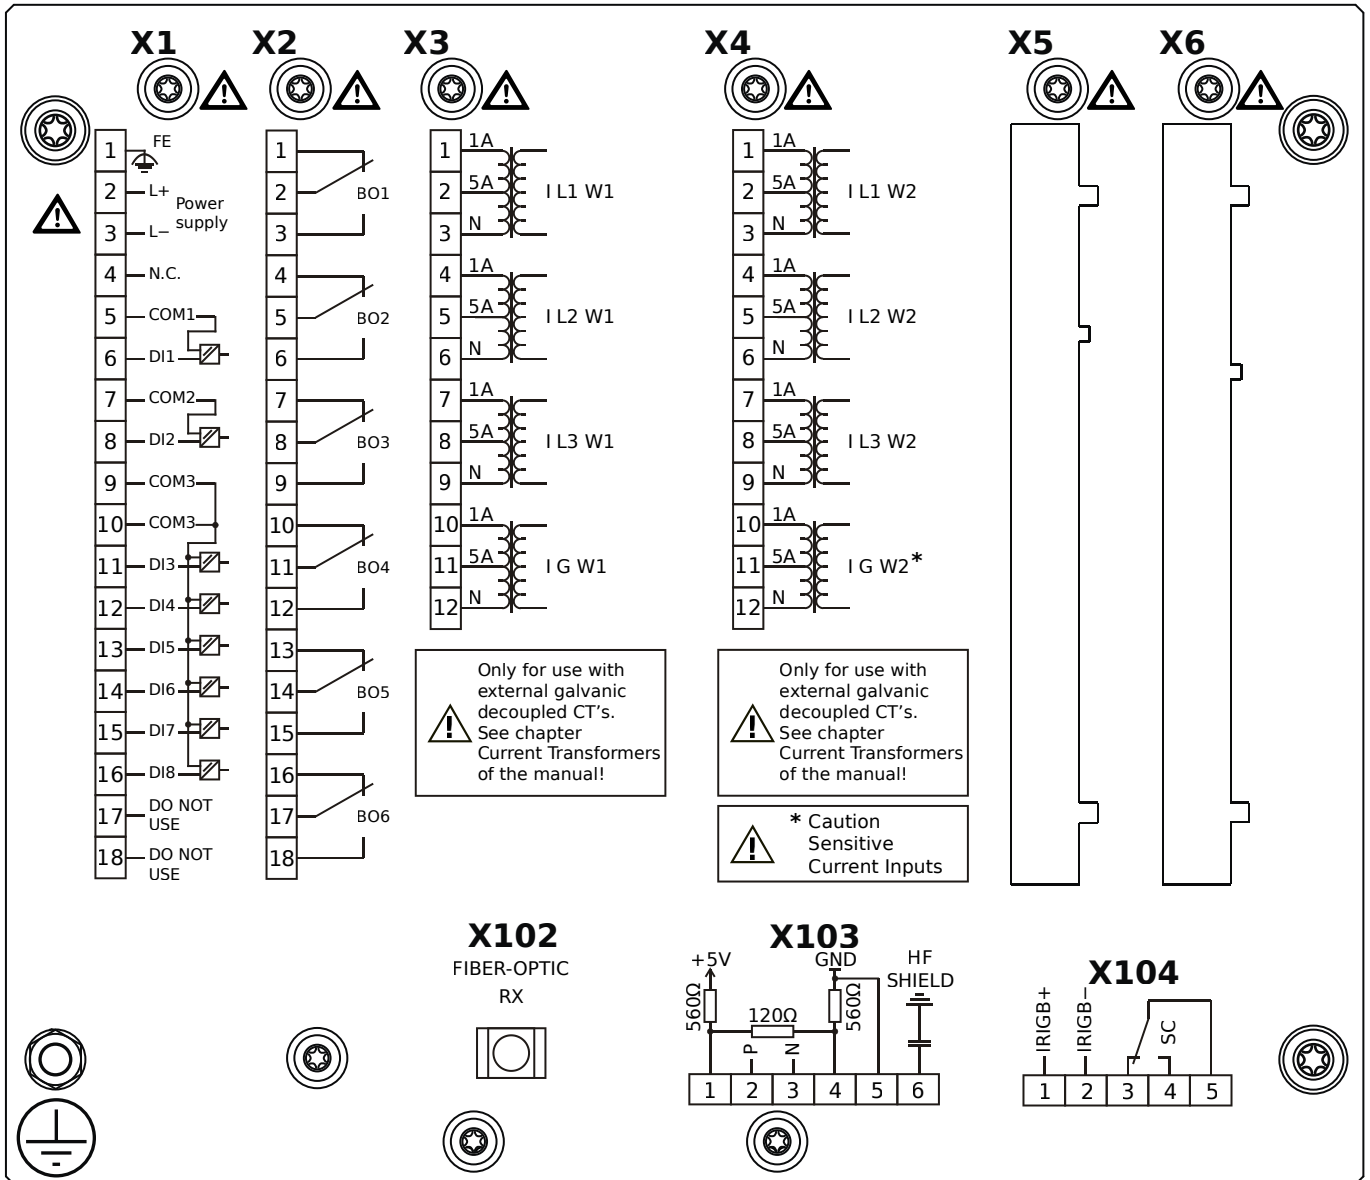 X1 X2 X3 X4 X5 X6
1 FE
2 L+ Power
3 L− supply
4 N.C.
5 COM1
6 DI1
7 COM2
8 DI2
9 COM3
10 COM3
11 DI3
12 DI4
13 DI5
14 DI6
15 DI7
16 DI8
17 DO NOT
USE
18 DO NOT
USE
1
2 BO1
3
4
5 BO2
6
7
8 BO3
9
10
11 BO4
12
13
14 BO5
15
16
17 BO6
18
1 1A
2 5A I L1 W1
3 N
4 1A
5 5A I L2 W1
6 N
7 1A
8 5A I L3 W1
9 N
10 1A
11 5A I G W1
12 N
Only for use with
external galvanic
decoupled CT's.
See chapter
Current Transformers
of the manual!
1 1A
2 5A I L1 W2
3 N
4 1A
5 5A I L2 W2
6 N
7 1A
8 5A I L3 W2
9 N
10 1A
11 5A I G W2*
12 N
Only for use with
external galvanic
decoupled CT's.
See chapter
Current Transformers
of the manual!
* Caution
Sensitive
Current Inputs
X102
FIBER-OPTIC
RX
X103
+5V GND HF
SHIELD
560Ω 120Ω 560Ω
P N
1 2 3 4 5 6
X104
IRIGB+ IRIGB− SC
1 2 3 4 5